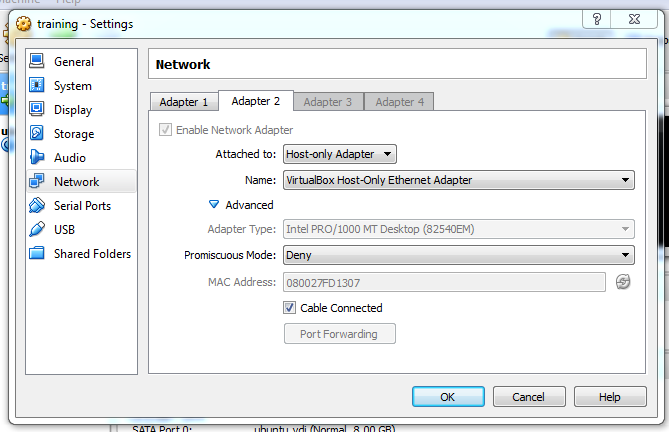 Machine Help
training - Settings
General
System
Display
Storage
Audio
Network
Serial Ports
USB
Shared Folders
Network
Adapter 1 Adapter 2 Adapter 3 Adapter 4
Enable Network Adapter
Attached to: Host-only Adapter
Name: VirtualBox Host-Only Ethernet Adapter
Advanced
Adapter Type: Intel PRO/1000 MT Desktop (82540EM)
Promiscuous Mode: Deny
MAC Address: 080027FD1307
Cable Connected
Port Forwarding
OK Cancel Help
SATA Port 0: ubuntu.vdi (Normal, 8.00 GB)